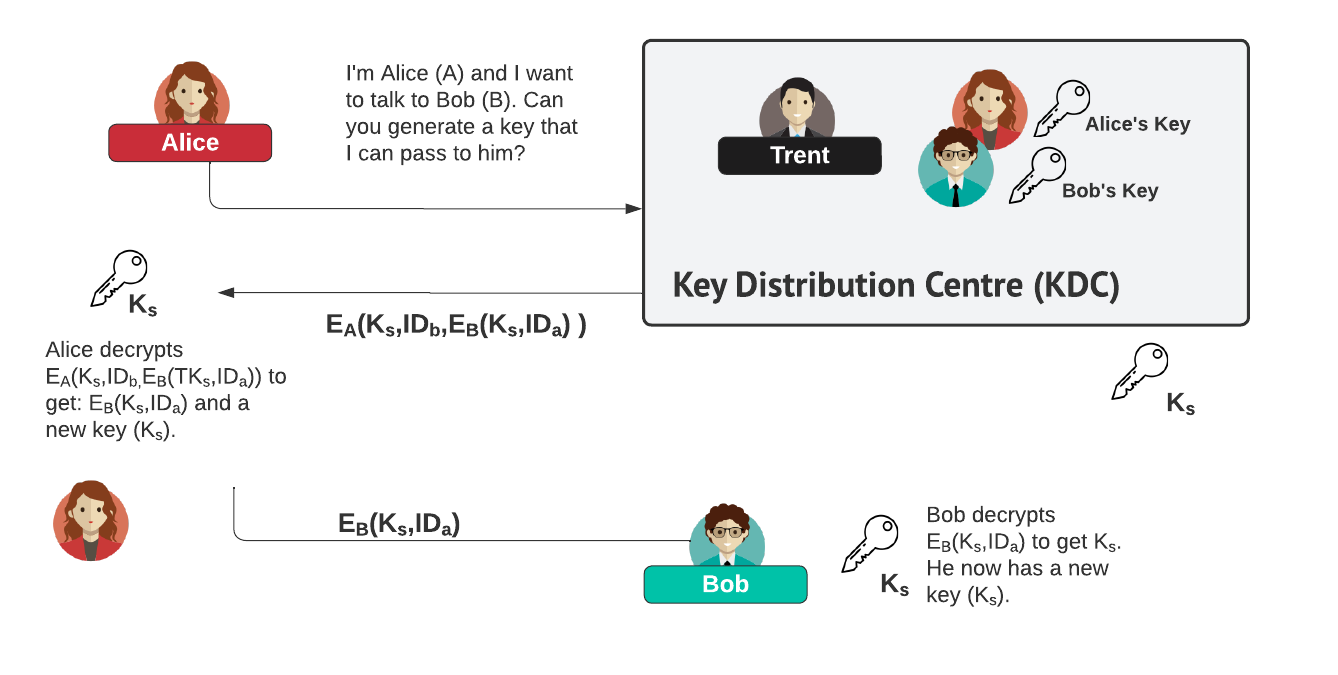 Alice
I'm Alice (A) and I want
to talk to Bob (B). Can
you generate a key that
I can pass to him?
Trent
Alice's Key
Bob's Key
Key Distribution Centre (KDC)
Ks
EA(Ks,IDb,EB(Ks,IDa) )
Alice decrypts
EA(Ks,IDb,EB(TKs,IDa)) to
get: EB(Ks,IDa) and a
new key (Ks).
Ks
EB(Ks,IDa)
Bob
Ks
Bob decrypts
EB(Ks,IDa) to get Ks.
He now has a new
key (Ks).